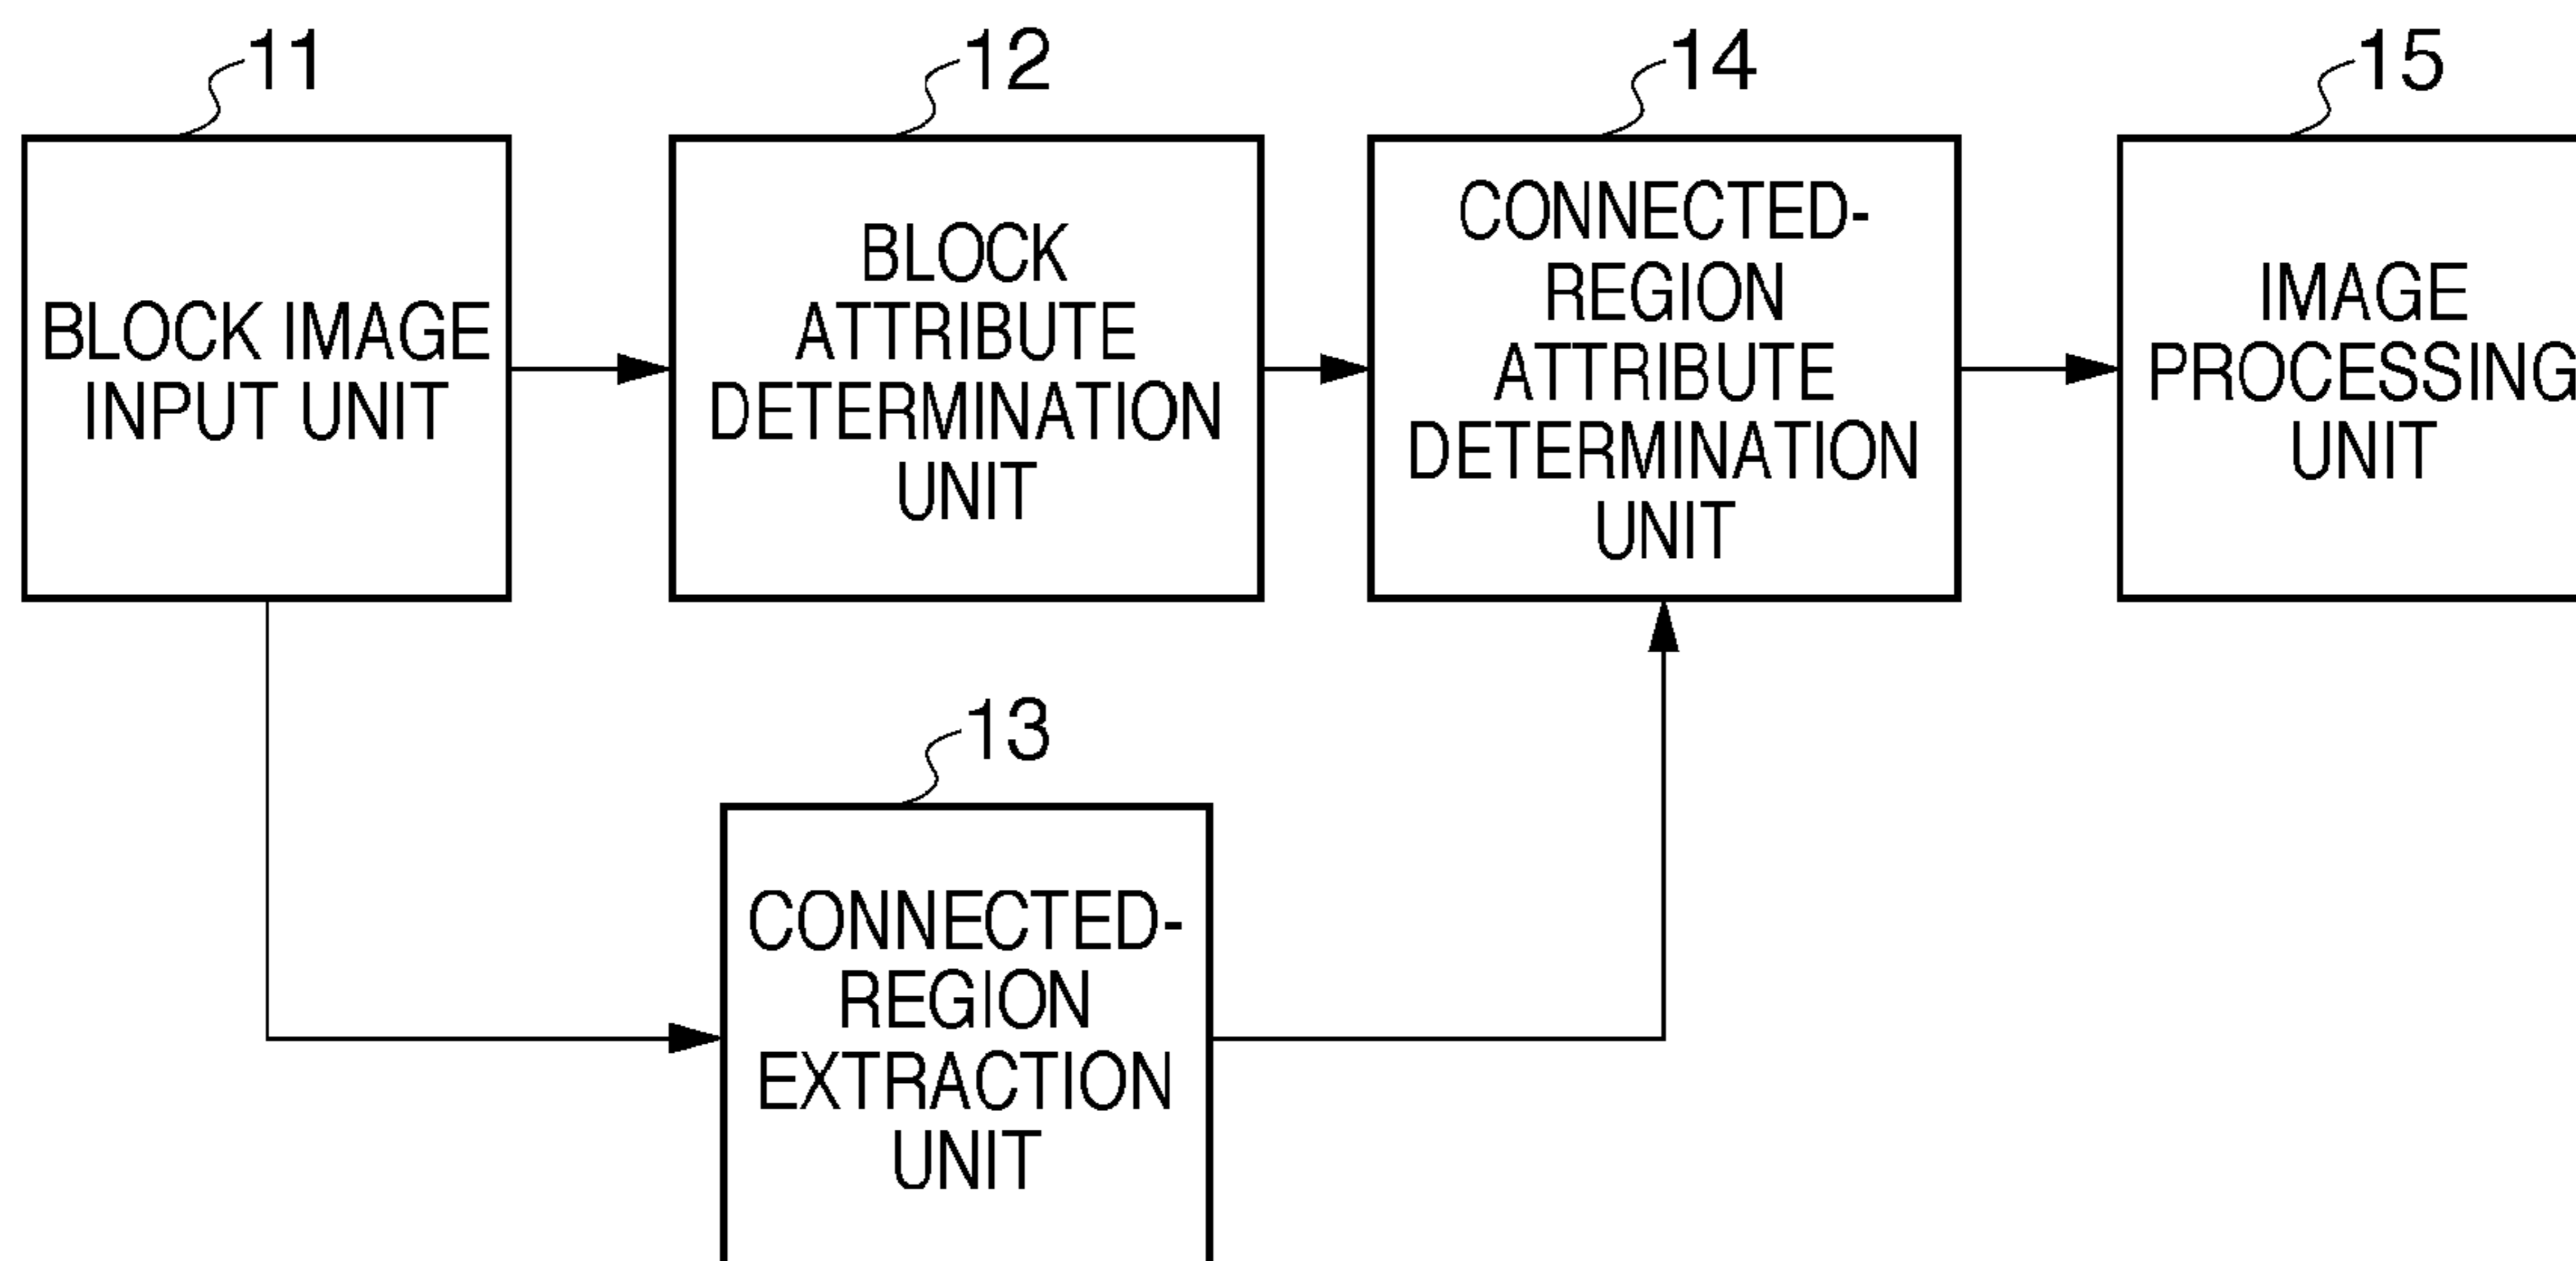 11
BLOCK IMAGE
INPUT UNIT
12
BLOCK
ATTRIBUTE
DETERMINATION
UNIT
14
CONNECTED-
REGION
ATTRIBUTE
DETERMINATION
UNIT
15
IMAGE
PROCESSING
UNIT
13
CONNECTED-
REGION
EXTRACTION
UNIT